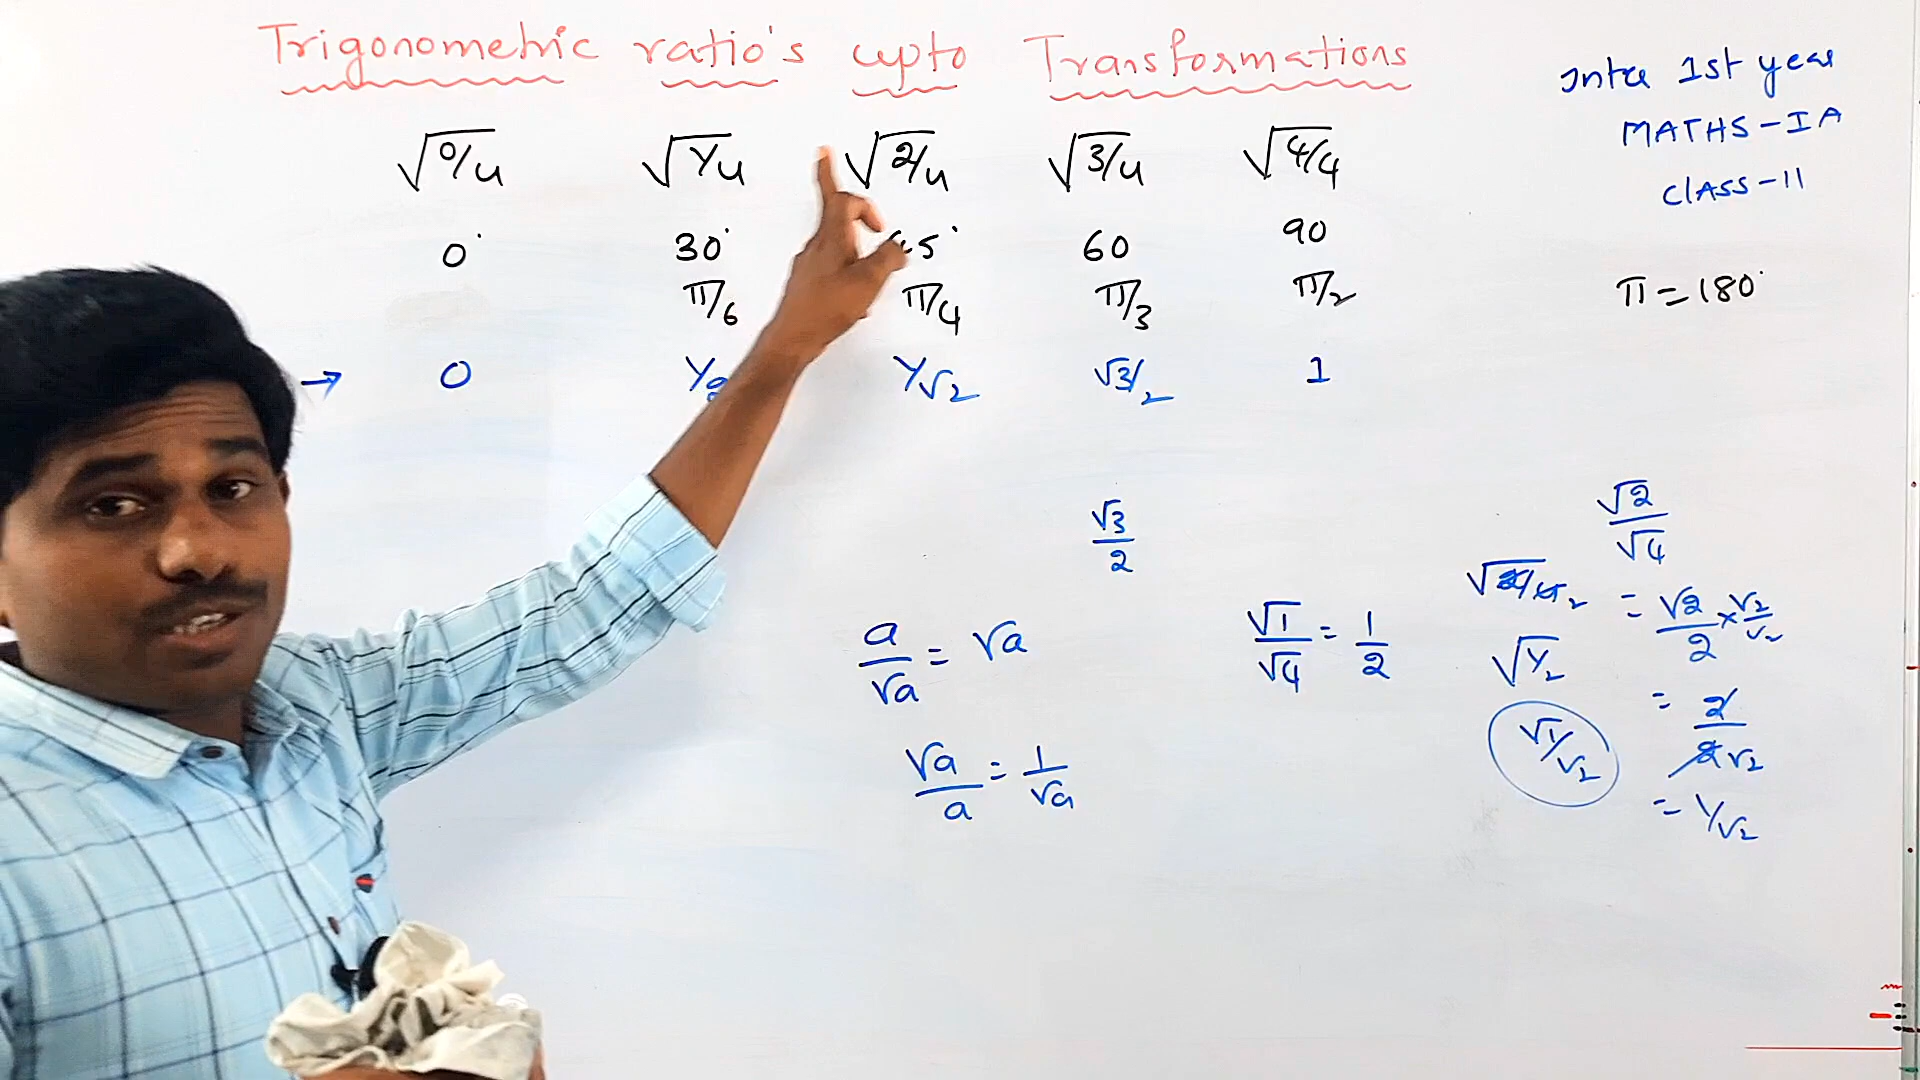 Trigonometric ratio's upto Transformations
Inter 1st year
MATHS-IA
ClASS-11
√0/4 √1/4 √2/4 √3/4 √4/4
0° 30° 45° 60 90
π/6 π/4 π/3 π/2
π=180°
→ 0 1/2 1/√2 √3/2 1
√3/2
a/√a = √a
√a/a = 1/√a
√1/√4 = 1/2
√2/4 2
√1/2
√1/√2
√2/√4
= √2/2 × √2/√2
= 2/2√2
= 1/√2